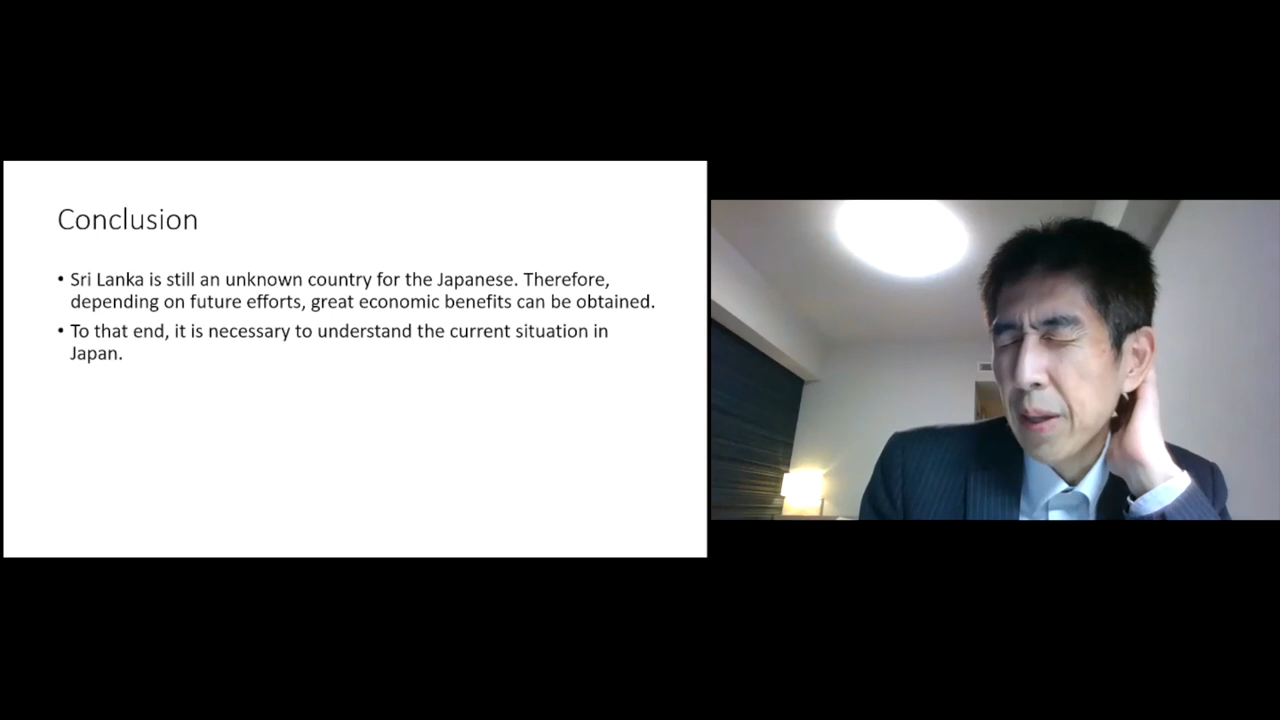 Conclusion
• Sri Lanka is still an unknown country for the Japanese. Therefore,
depending on future efforts, great economic benefits can be obtained.
• To that end, it is necessary to understand the current situation in
Japan.